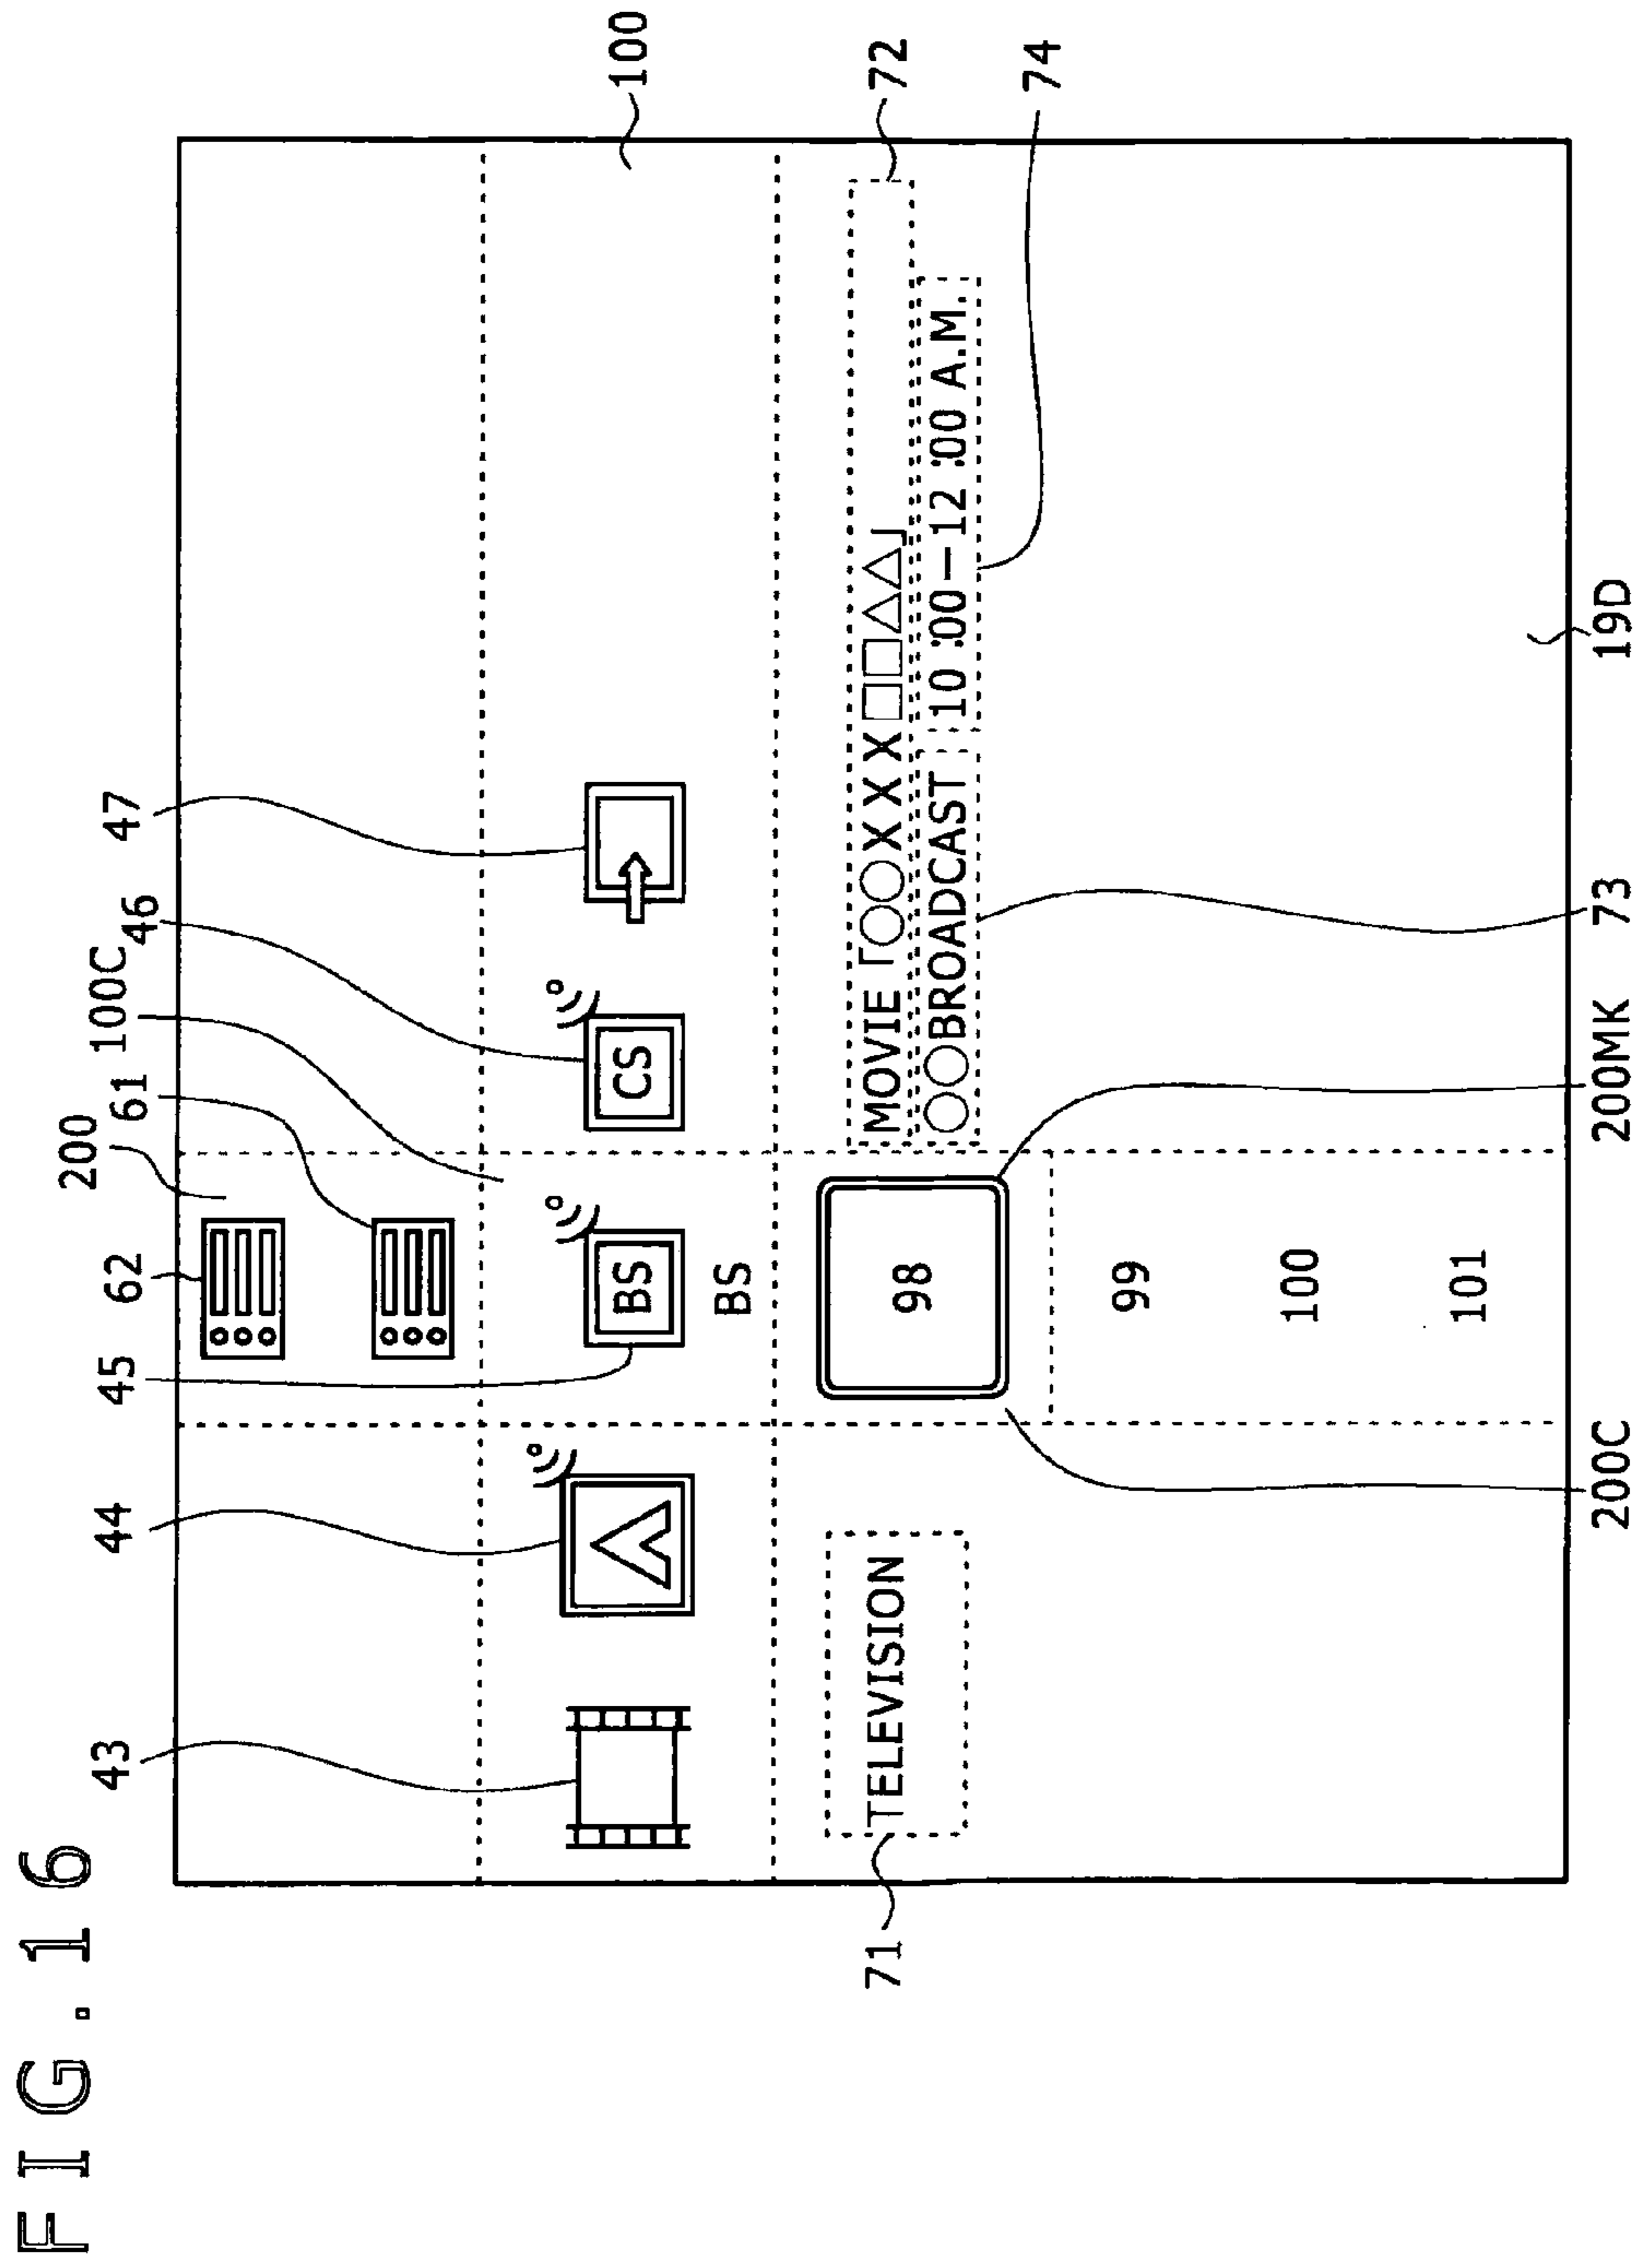 FIG.16
200
62
61
45
100C
46
47
44
43
100
BS
CS
BS
71
TELEVISION
98
MOVIE 「○○XXX□□△△」
72
○○BROADCAST
10:00—12:00 A.M.
74
99
100
101
200C
200MK
73
19D